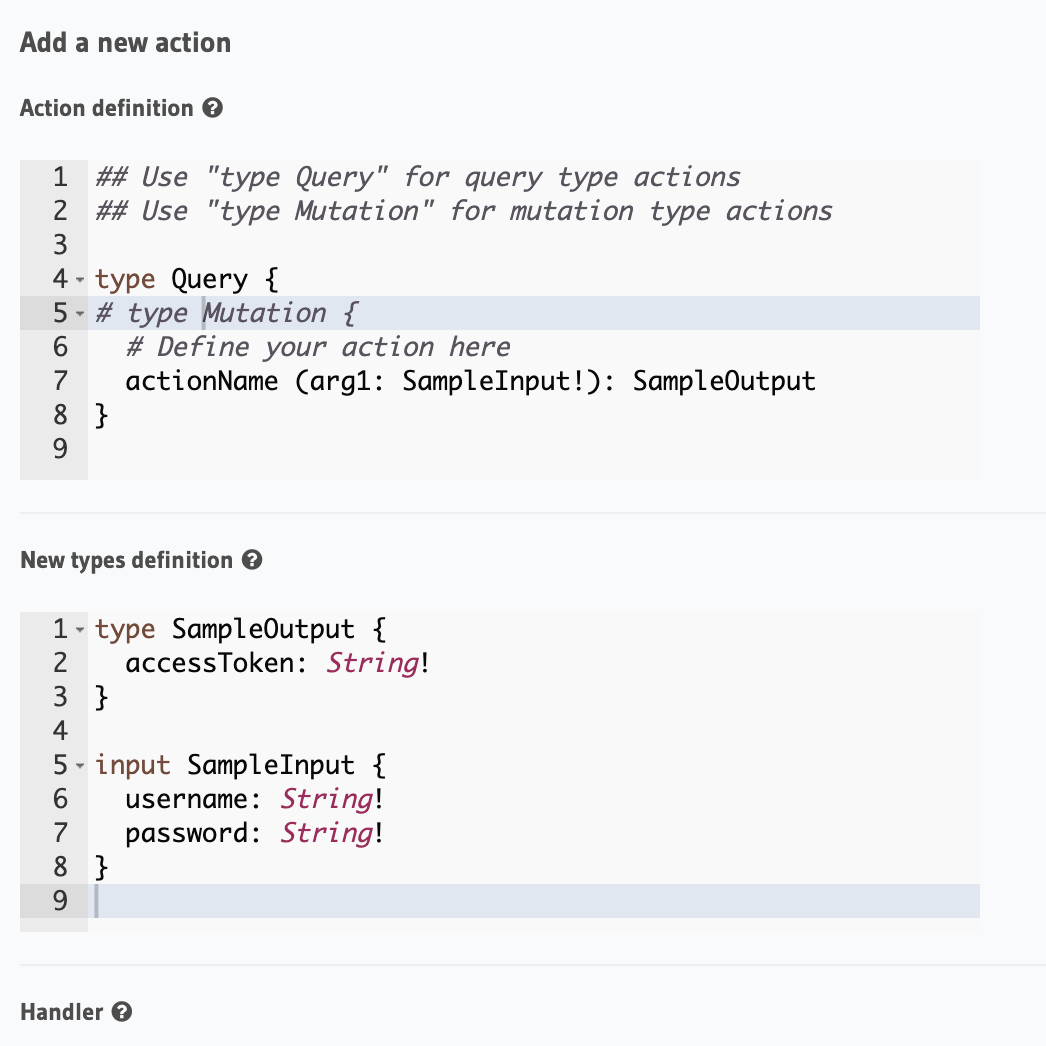 Add a new action
Action definition ?
1 ## Use "type Query" for query type actions
2 ## Use "type Mutation" for mutation type actions
3
4 type Query {
5 # type Mutation {
6   # Define your action here
7   actionName (arg1: SampleInput!): SampleOutput
8 }
9
New types definition ?
1 type SampleOutput {
2   accessToken: String!
3 }
4
5 input SampleInput {
6   username: String!
7   password: String!
8 }
9
Handler ?